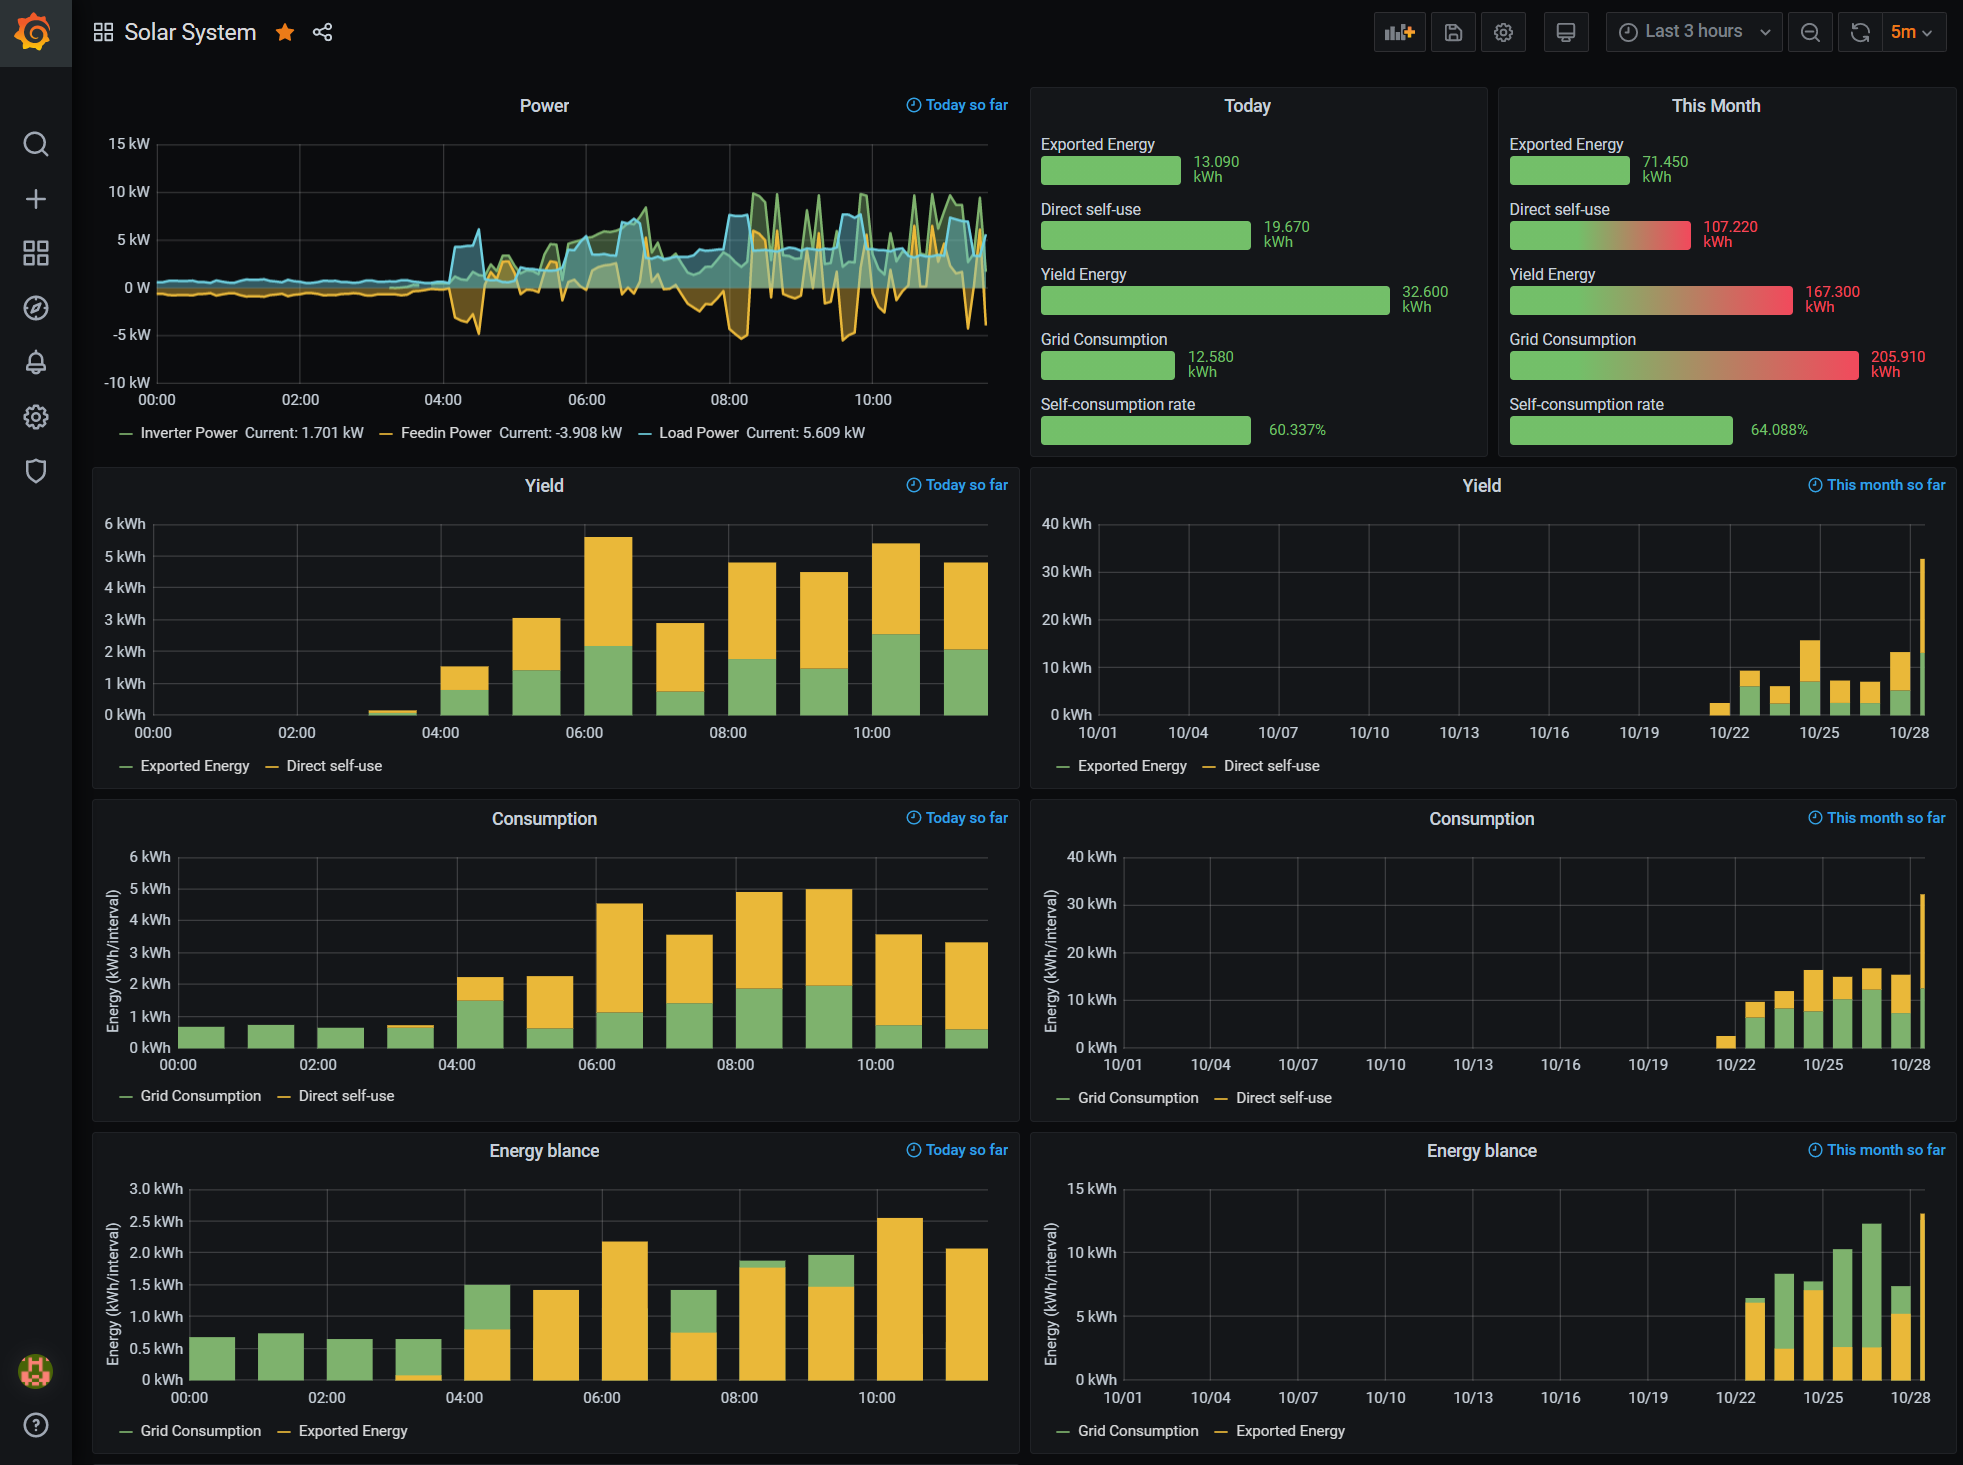 Solar System
Last 3 hours
5m
Power
Today so far
15 kW
10 kW
5 kW
0 W
-5 kW
-10 kW
00:00 02:00 04:00 06:00 08:00 10:00
Inverter Power Current: 1.701 kW Feedin Power Current: -3.908 kW Load Power Current: 5.609 kW
Today
Exported Energy
13.090
kWh
Direct self-use
19.670
kWh
Yield Energy
32.600
kWh
Grid Consumption
12.580
kWh
Self-consumption rate
60.337%
This Month
Exported Energy
71.450
kWh
Direct self-use
107.220
kWh
Yield Energy
167.300
kWh
Grid Consumption
205.910
kWh
Self-consumption rate
64.088%
Yield
Today so far
6 kWh
5 kWh
4 kWh
3 kWh
2 kWh
1 kWh
0 kWh
00:00 02:00 04:00 06:00 08:00 10:00
Exported Energy Direct self-use
Yield
This month so far
40 kWh
30 kWh
20 kWh
10 kWh
0 kWh
10/01 10/04 10/07 10/10 10/13 10/16 10/19 10/22 10/25 10/28
Exported Energy Direct self-use
Consumption
Today so far
Energy (kWh/interval)
6 kWh
5 kWh
4 kWh
3 kWh
2 kWh
1 kWh
0 kWh
00:00 02:00 04:00 06:00 08:00 10:00
Grid Consumption Direct self-use
Consumption
This month so far
Energy (kWh/interval)
40 kWh
30 kWh
20 kWh
10 kWh
0 kWh
10/01 10/04 10/07 10/10 10/13 10/16 10/19 10/22 10/25 10/28
Grid Consumption Direct self-use
Energy blance
Today so far
Energy (kWh/interval)
3.0 kWh
2.5 kWh
2.0 kWh
1.5 kWh
1.0 kWh
0.5 kWh
0 kWh
00:00 02:00 04:00 06:00 08:00 10:00
Grid Consumption Exported Energy
Energy blance
This month so far
Energy (kWh/interval)
15 kWh
10 kWh
5 kWh
0 kWh
10/01 10/04 10/07 10/10 10/13 10/16 10/19 10/22 10/25 10/28
Grid Consumption Exported Energy